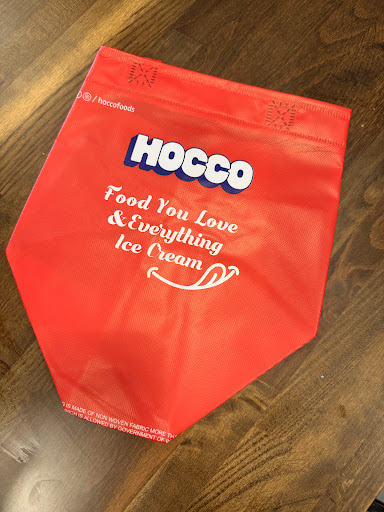 ® / hoccofoods
HOCCO
Food You Love
& Everything
Ice Cream
IS MADE OF NON WOVEN FABRIC MORE TH
IS ALLOWED BY GOVERNMENT OF